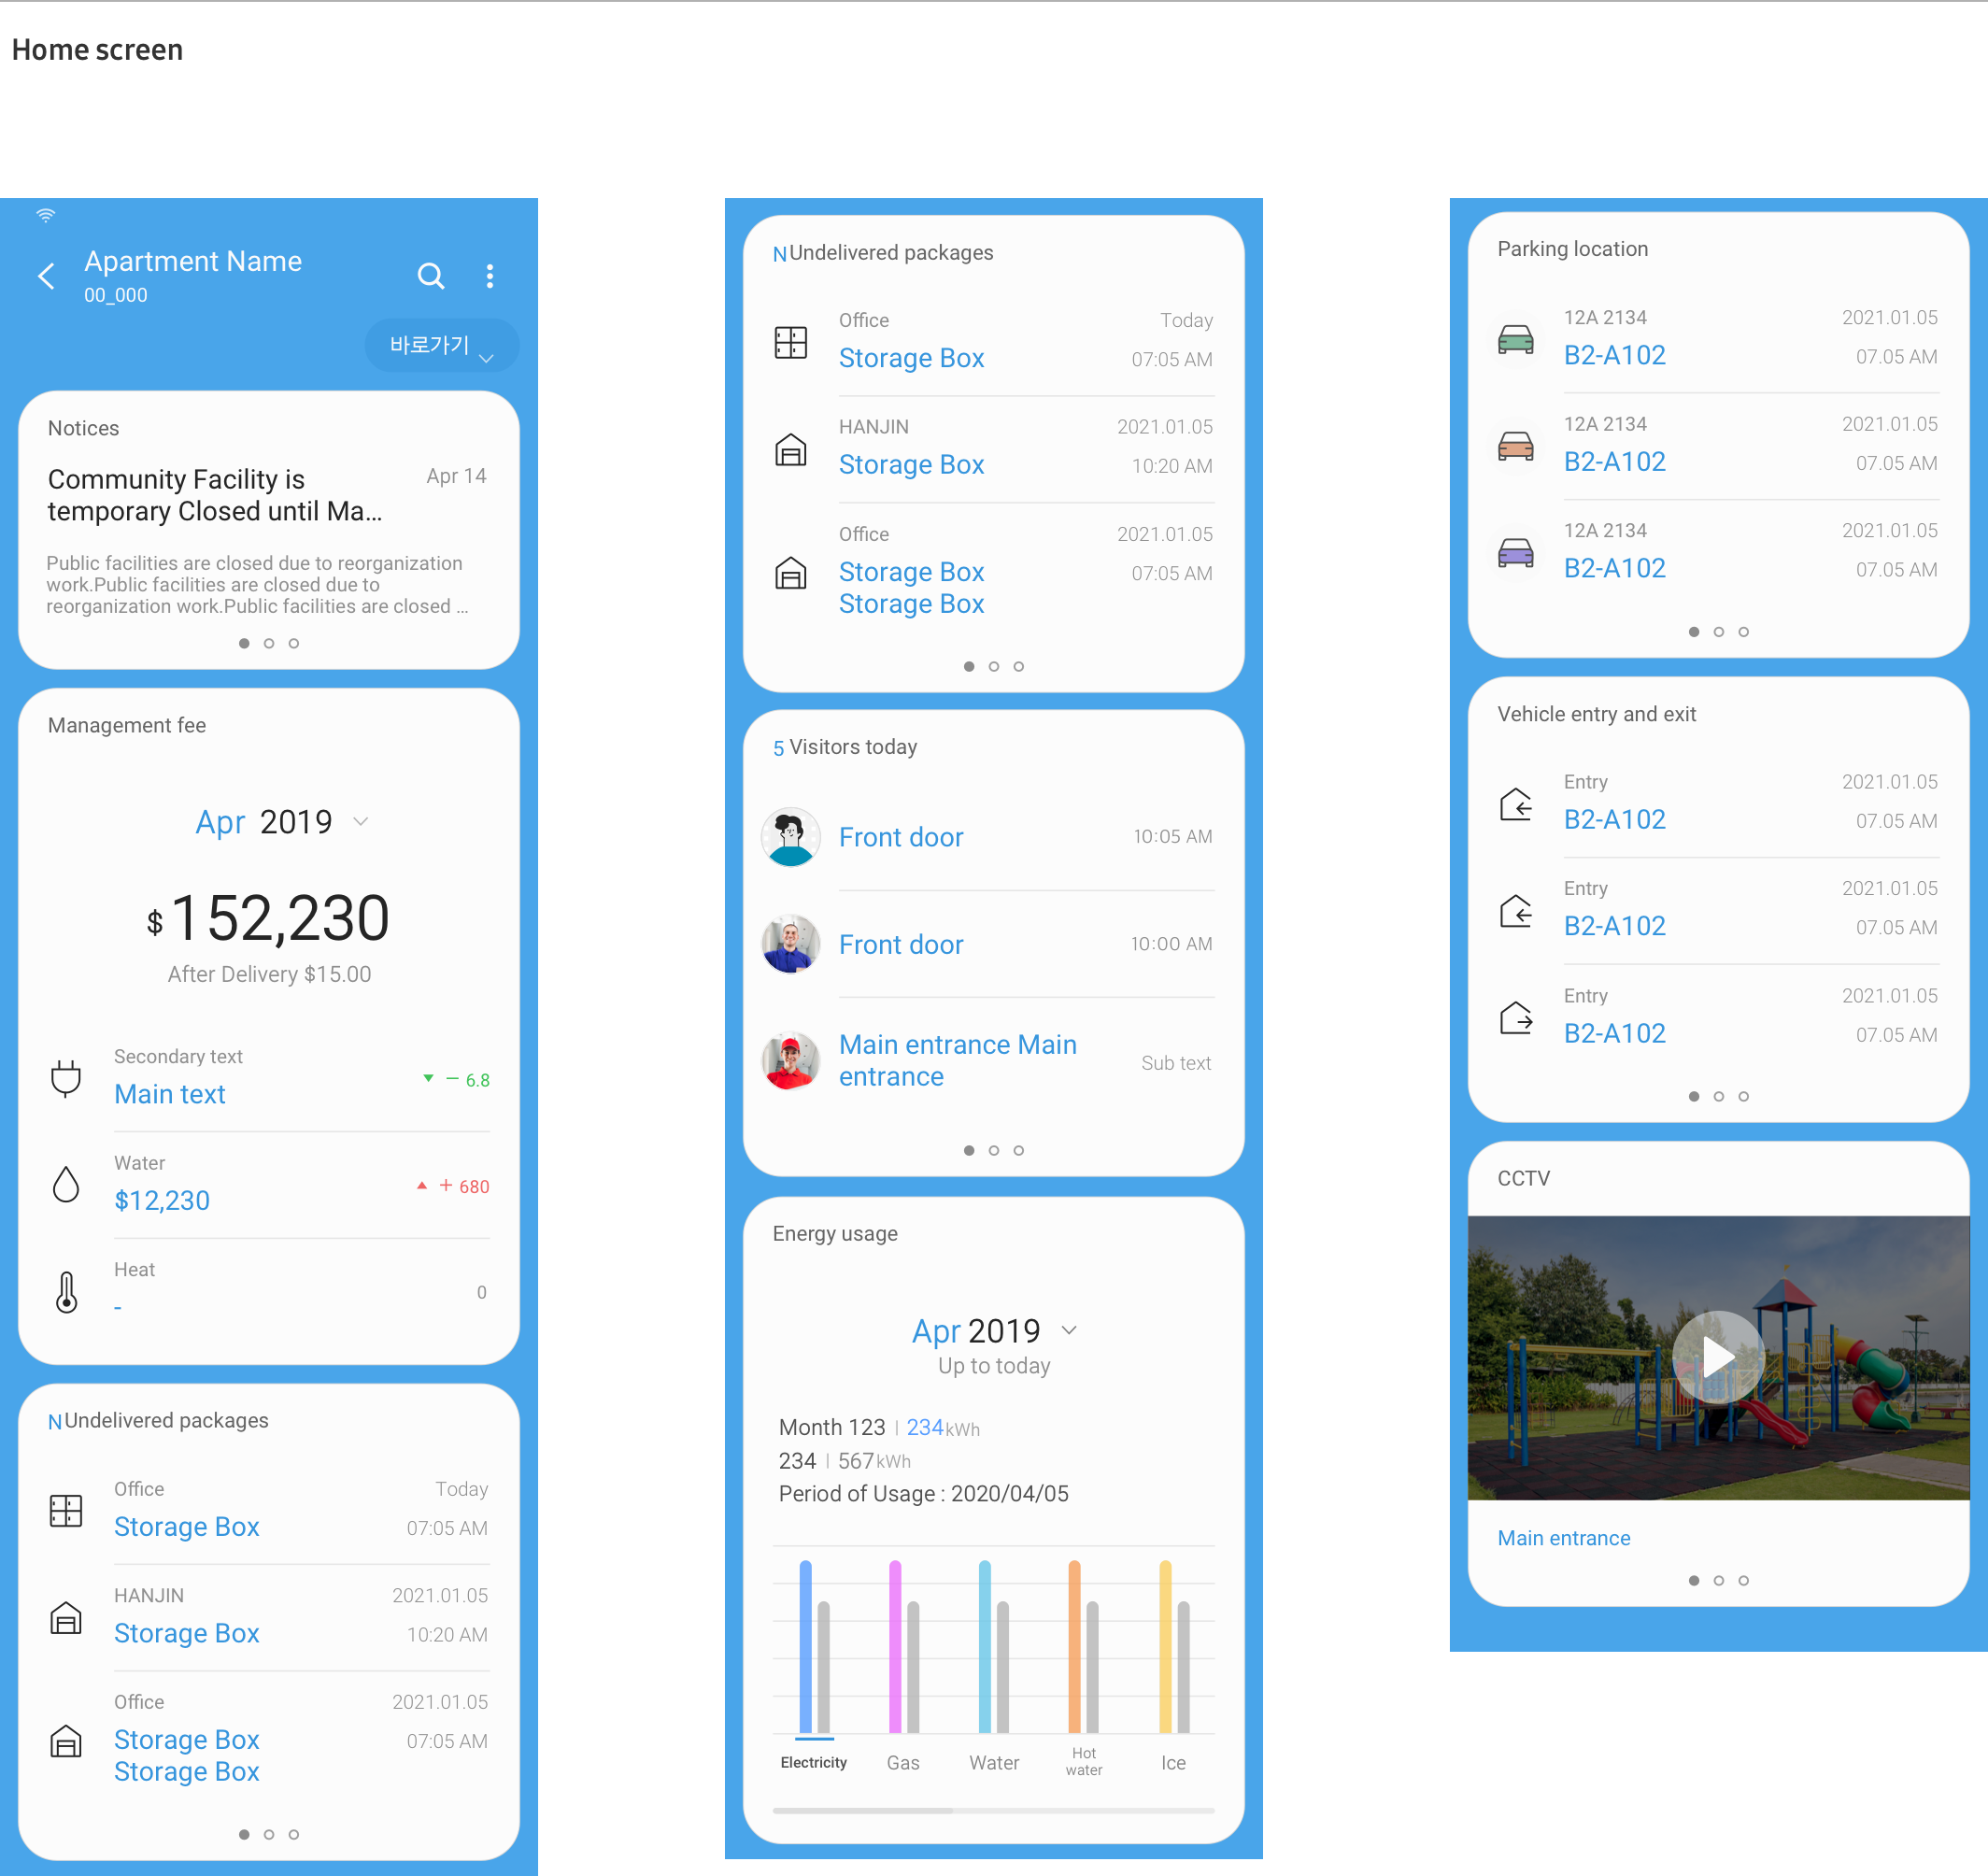 Home screen
Apartment Name
00_000
바로가기
Notices
Community Facility is
temporary Closed until Ma...
Apr 14
Public facilities are closed due to reorganization
work.Public facilities are closed due to
reorganization work.Public facilities are closed ...
Management fee
Apr 2019
$152,230
After Delivery $15.00
Secondary text
Main text
− 6.8
Water
$12,230
+ 680
Heat
-
0
N Undelivered packages
Office
Today
Storage Box
07:05 AM
HANJIN
2021.01.05
Storage Box
10:20 AM
Office
2021.01.05
Storage Box
Storage Box
07:05 AM
N Undelivered packages
Office
Today
Storage Box
07:05 AM
HANJIN
2021.01.05
Storage Box
10:20 AM
Office
2021.01.05
Storage Box
Storage Box
07:05 AM
5 Visitors today
Front door
10:05 AM
Front door
10:00 AM
Main entrance Main
entrance
Sub text
Energy usage
Apr 2019
Up to today
Month 123 | 234kWh
234 | 567kWh
Period of Usage : 2020/04/05
Electricity
Gas
Water
Hot
water
Ice
Parking location
12A 2134
2021.01.05
B2-A102
07.05 AM
12A 2134
2021.01.05
B2-A102
07.05 AM
12A 2134
2021.01.05
B2-A102
07.05 AM
Vehicle entry and exit
Entry
2021.01.05
B2-A102
07.05 AM
Entry
2021.01.05
B2-A102
07.05 AM
Entry
2021.01.05
B2-A102
07.05 AM
CCTV
Main entrance